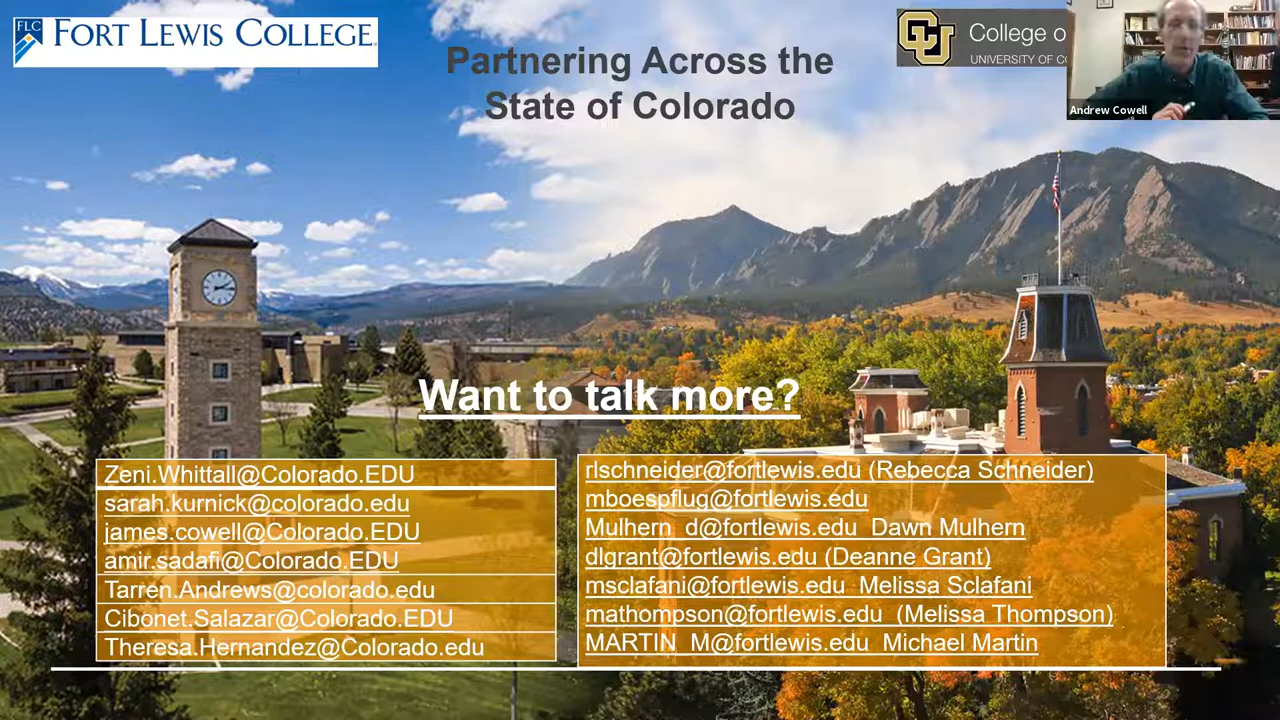 FLC
FORT LEWIS COLLEGE
Partnering Across the
State of Colorado
CU
College o
UNIVERSITY OF CO
Andrew Cowell
Want to talk more?
Zeni.Whittall@Colorado.EDU
sarah.kurnick@colorado.edu
james.cowell@Colorado.EDU
amir.sadafi@Colorado.EDU
Tarren.Andrews@colorado.edu
Cibonet.Salazar@Colorado.EDU
Theresa.Hernandez@Colorado.edu
rlschneider@fortlewis.edu (Rebecca Schneider)
mboespflug@fortlewis.edu
Mulhern_d@fortlewis.edu Dawn Mulhern
dlgrant@fortlewis.edu (Deanne Grant)
msclafani@fortlewis.edu Melissa Sclafani
mathompson@fortlewis.edu (Melissa Thompson)
MARTIN_M@fortlewis.edu Michael Martin